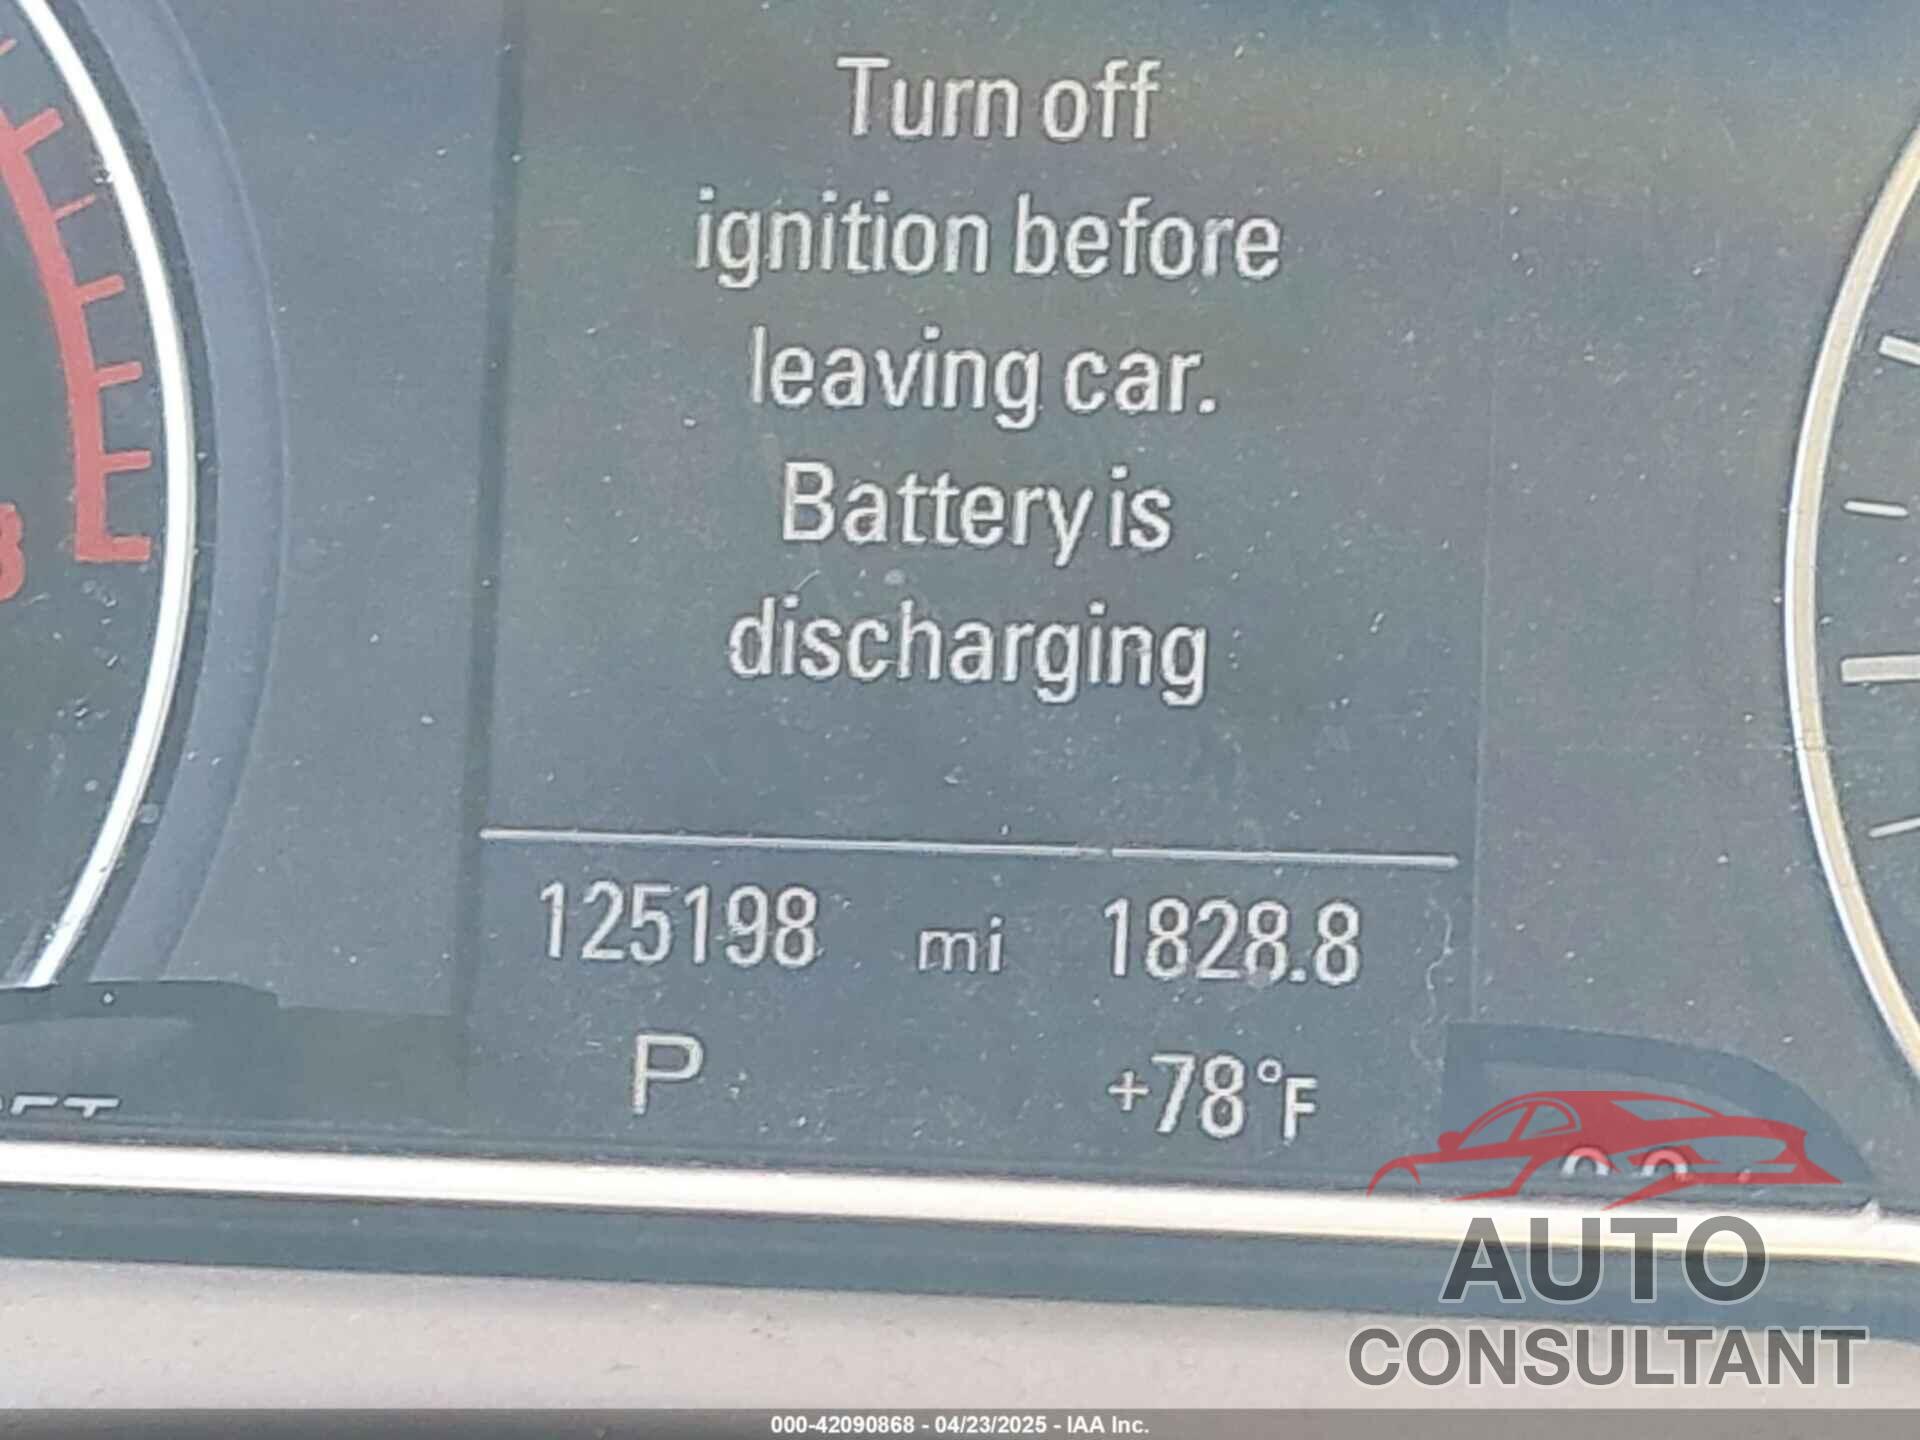 Turn off
ignition before
leaving car.
Battery is
discharging
125198 mi 1828.8
P +78°F
8
AUTO
CONSULTANT
000-42090868 - 04/23/2025 - IAA Inc.